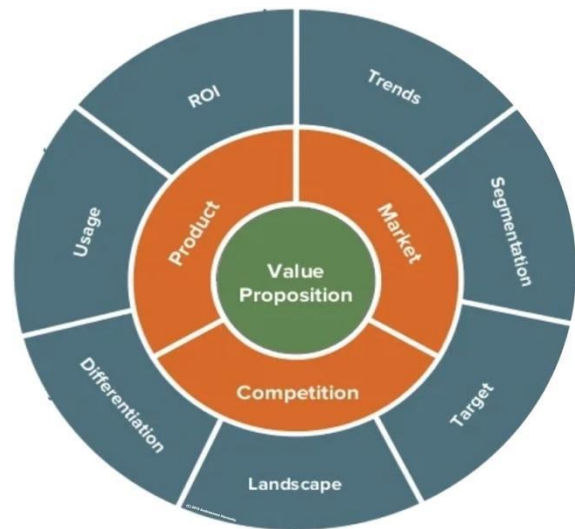 ROI
Trends
Usage
Product
Market
Segmentation
Value
Proposition
Differentiation
Competition
Target
Landscape